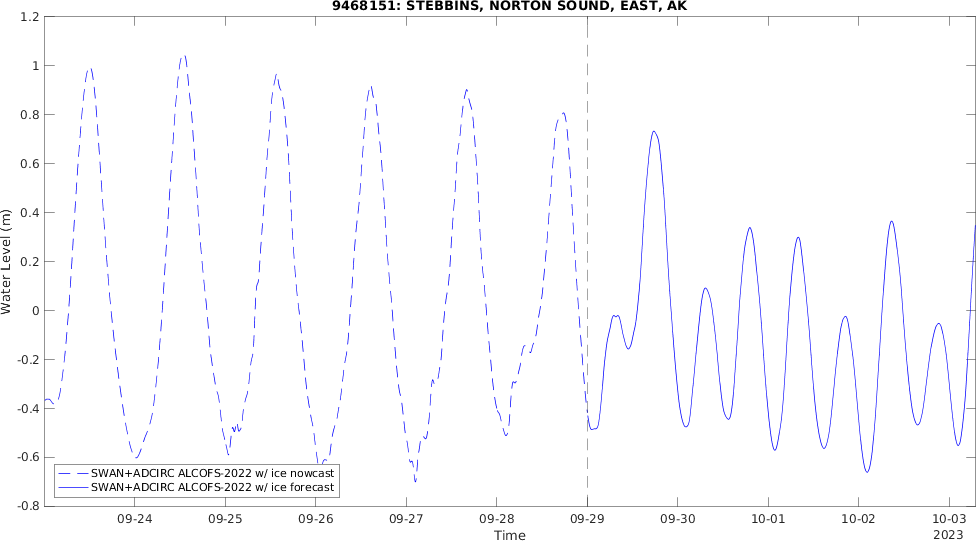 9468151: STEBBINS, NORTON SOUND, EAST, AK
1.2
1
0.8
0.6
0.4
0.2
0
-0.2
-0.4
-0.6
-0.8
Water Level (m)
SWAN+ADCIRC ALCOFS-2022 w/ ice nowcast
SWAN+ADCIRC ALCOFS-2022 w/ ice forecast
09-24 09-25 09-26 09-27 09-28 09-29 09-30 10-01 10-02 10-03
2023
Time